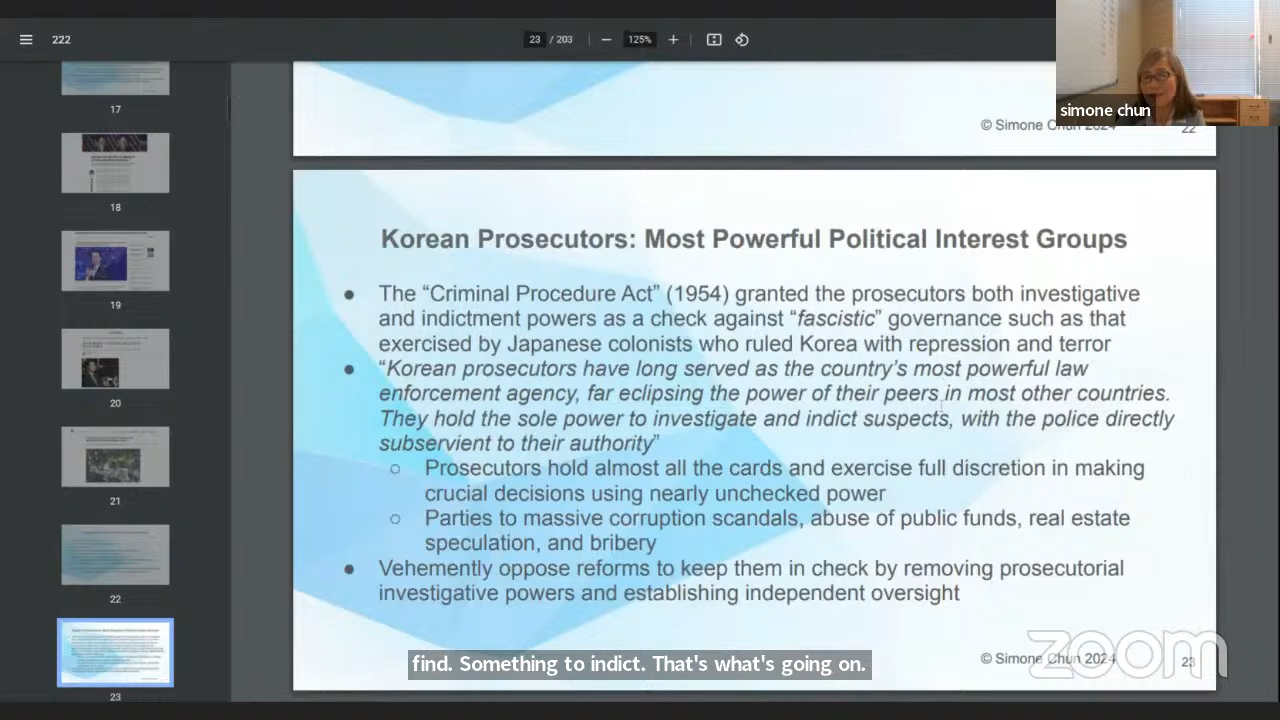 222
23 / 203
125%
simone chun
17
18
19
20
21
22
23
© Simone Chun 2024
22
Korean Prosecutors: Most Powerful Political Interest Groups
● The “Criminal Procedure Act” (1954) granted the prosecutors both investigative
and indictment powers as a check against “fascistic” governance such as that
exercised by Japanese colonists who ruled Korea with repression and terror
● “Korean prosecutors have long served as the country’s most powerful law
enforcement agency, far eclipsing the power of their peers in most other countries.
They hold the sole power to investigate and indict suspects, with the police directly
subservient to their authority”
○ Prosecutors hold almost all the cards and exercise full discretion in making
crucial decisions using nearly unchecked power
○ Parties to massive corruption scandals, abuse of public funds, real estate
speculation, and bribery
● Vehemently oppose reforms to keep them in check by removing prosecutorial
investigative powers and establishing independent oversight
find. Something to indict. That's what's going on.
© Simone Chun 2024
23
zoom